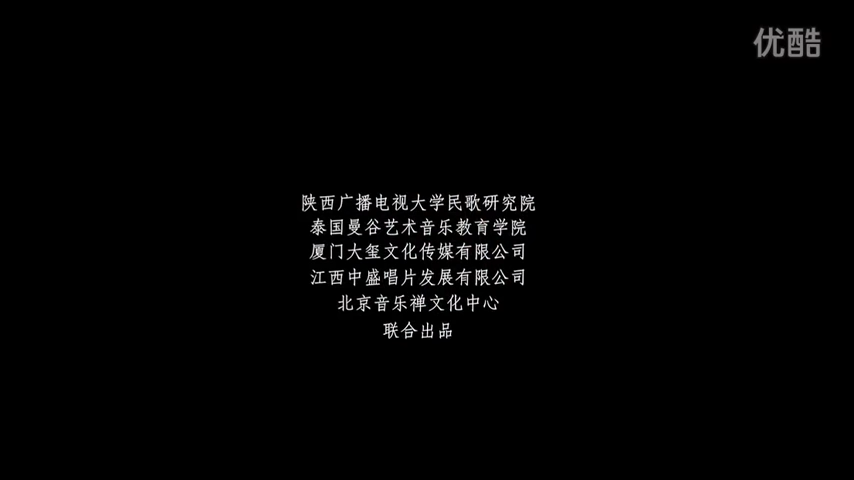 优酷
陕西广播电视大学民歌研究院
泰国曼谷艺术音乐教育学院
厦门大玺文化传媒有限公司
江西中盛唱片发展有限公司
北京音乐禅文化中心
联合出品